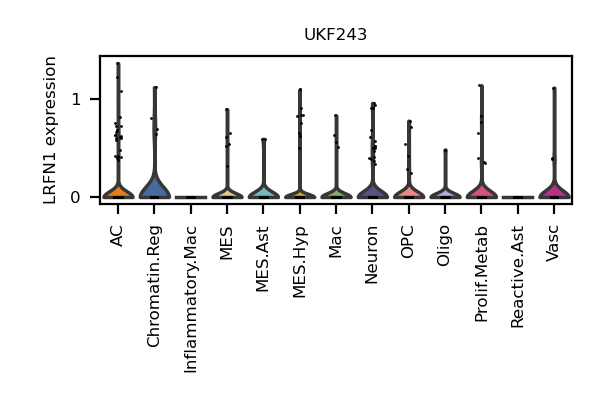 UKF243
LRFN1 expression
1
0
AC
Chromatin.Reg
Inflammatory.Mac
MES
MES.Ast
MES.Hyp
Mac
Neuron
OPC
Oligo
Prolif.Metab
Reactive.Ast
Vasc